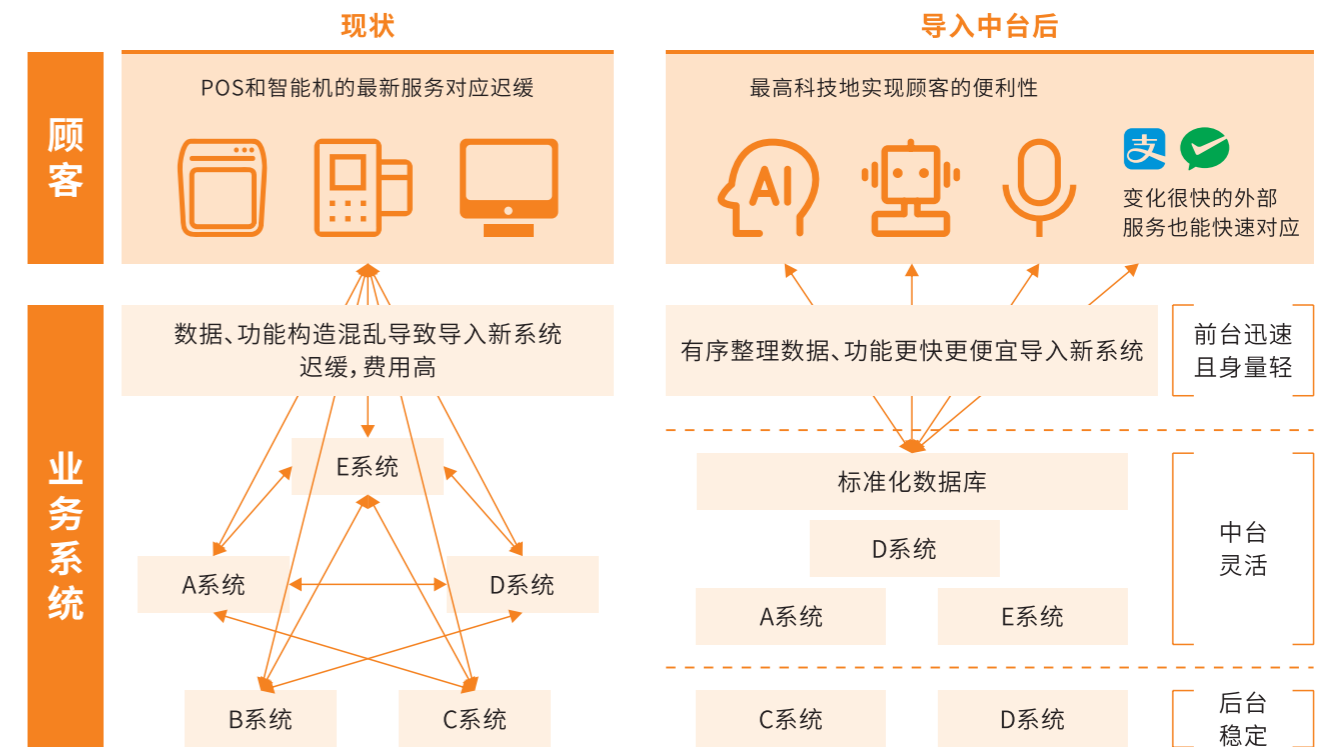 现状
导入中台后
顾客
POS和智能机的最新服务对应迟缓
最高科技地实现顾客的便利性
AI
支
变化很快的外部
服务也能快速对应
业务系统
数据、功能构造混乱导致导入新系统
迟缓，费用高
E系统
A系统
D系统
B系统
C系统
有序整理数据、功能更快更便宜导入新系统
前台迅速
且身量轻
标准化数据库
D系统
A系统
E系统
中台
灵活
C系统
D系统
后台
稳定